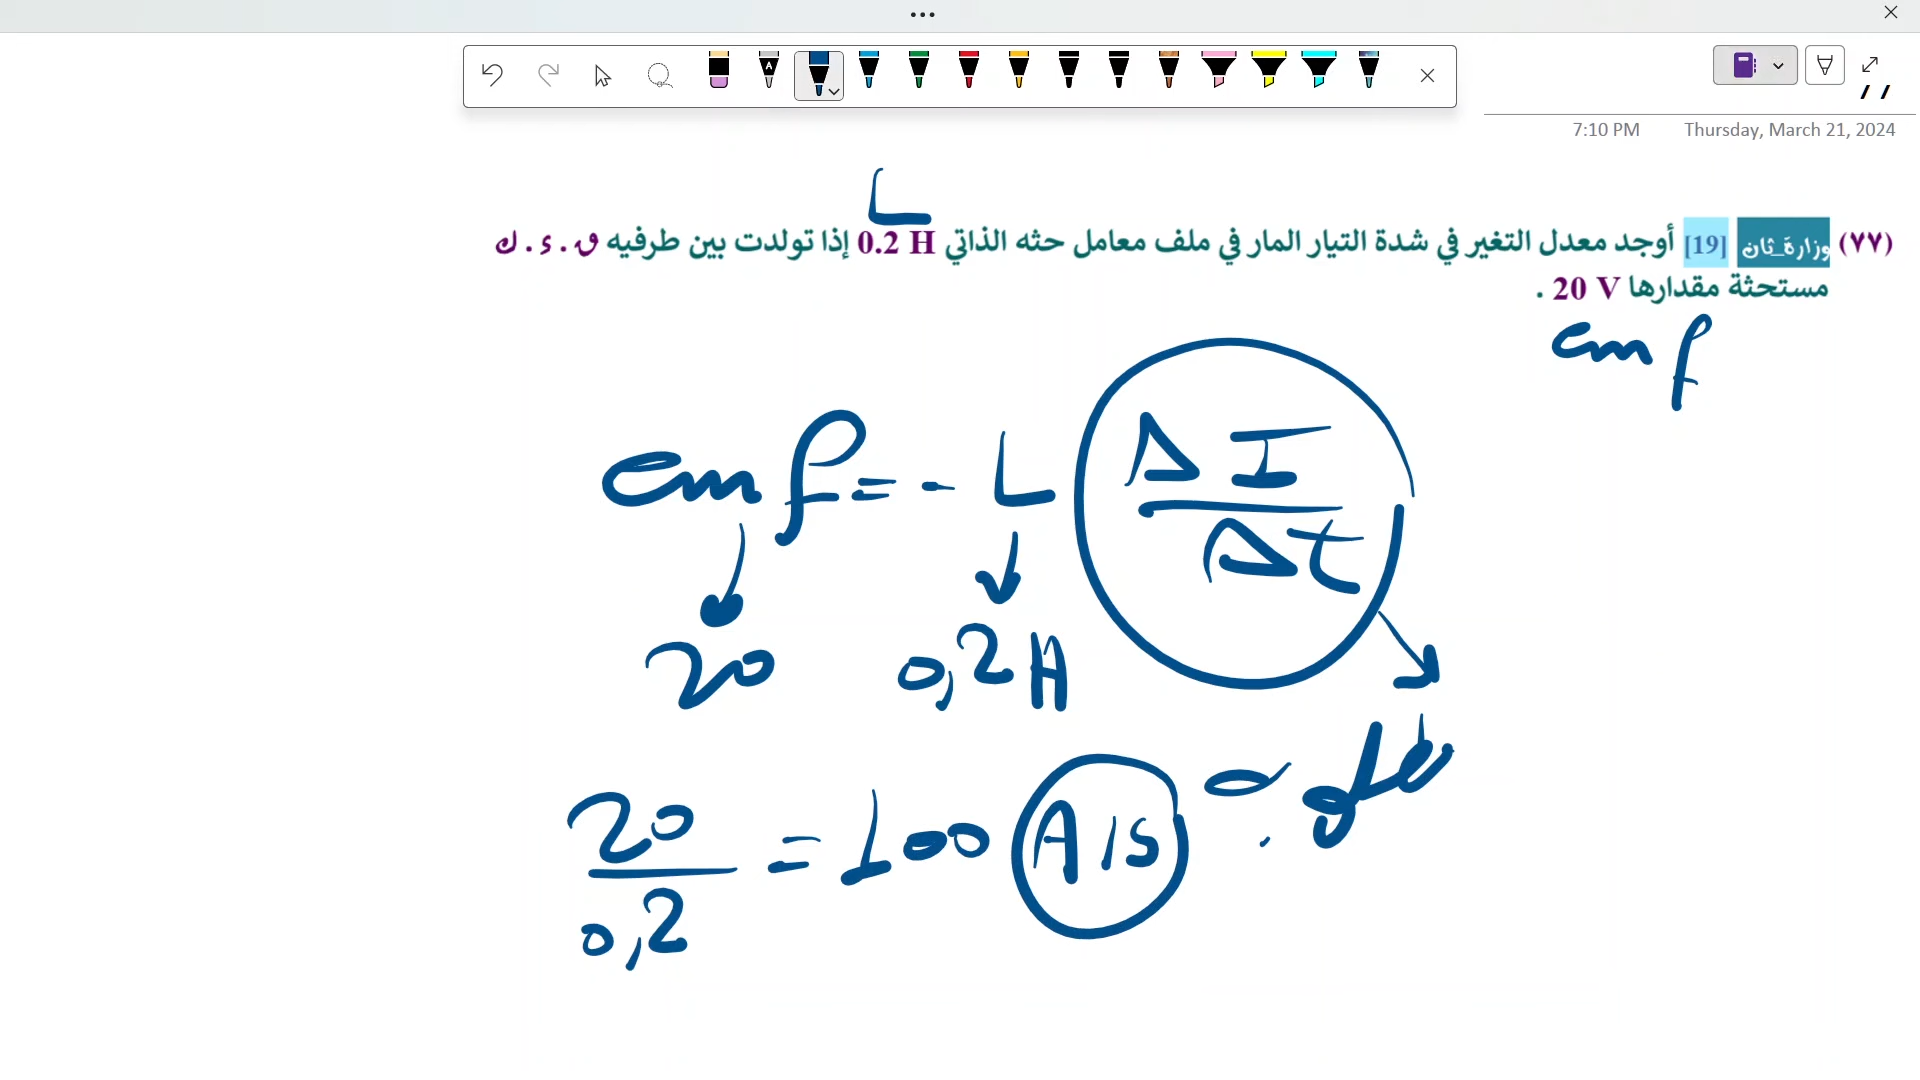 7:10 PM Thursday, March 21, 2024
L
(٧٧) وزارة_ثان [19] أوجد معدل التغير في شدة التيار المار في ملف معامل حثه الذاتي 0.2 H إذا تولدت بين طرفيه ق . ء . ك
مستحثة مقدارها 20 V .
emf
emf = - L ΔI
Δt
20 0,2 H
20 = 100 A/s
0,2